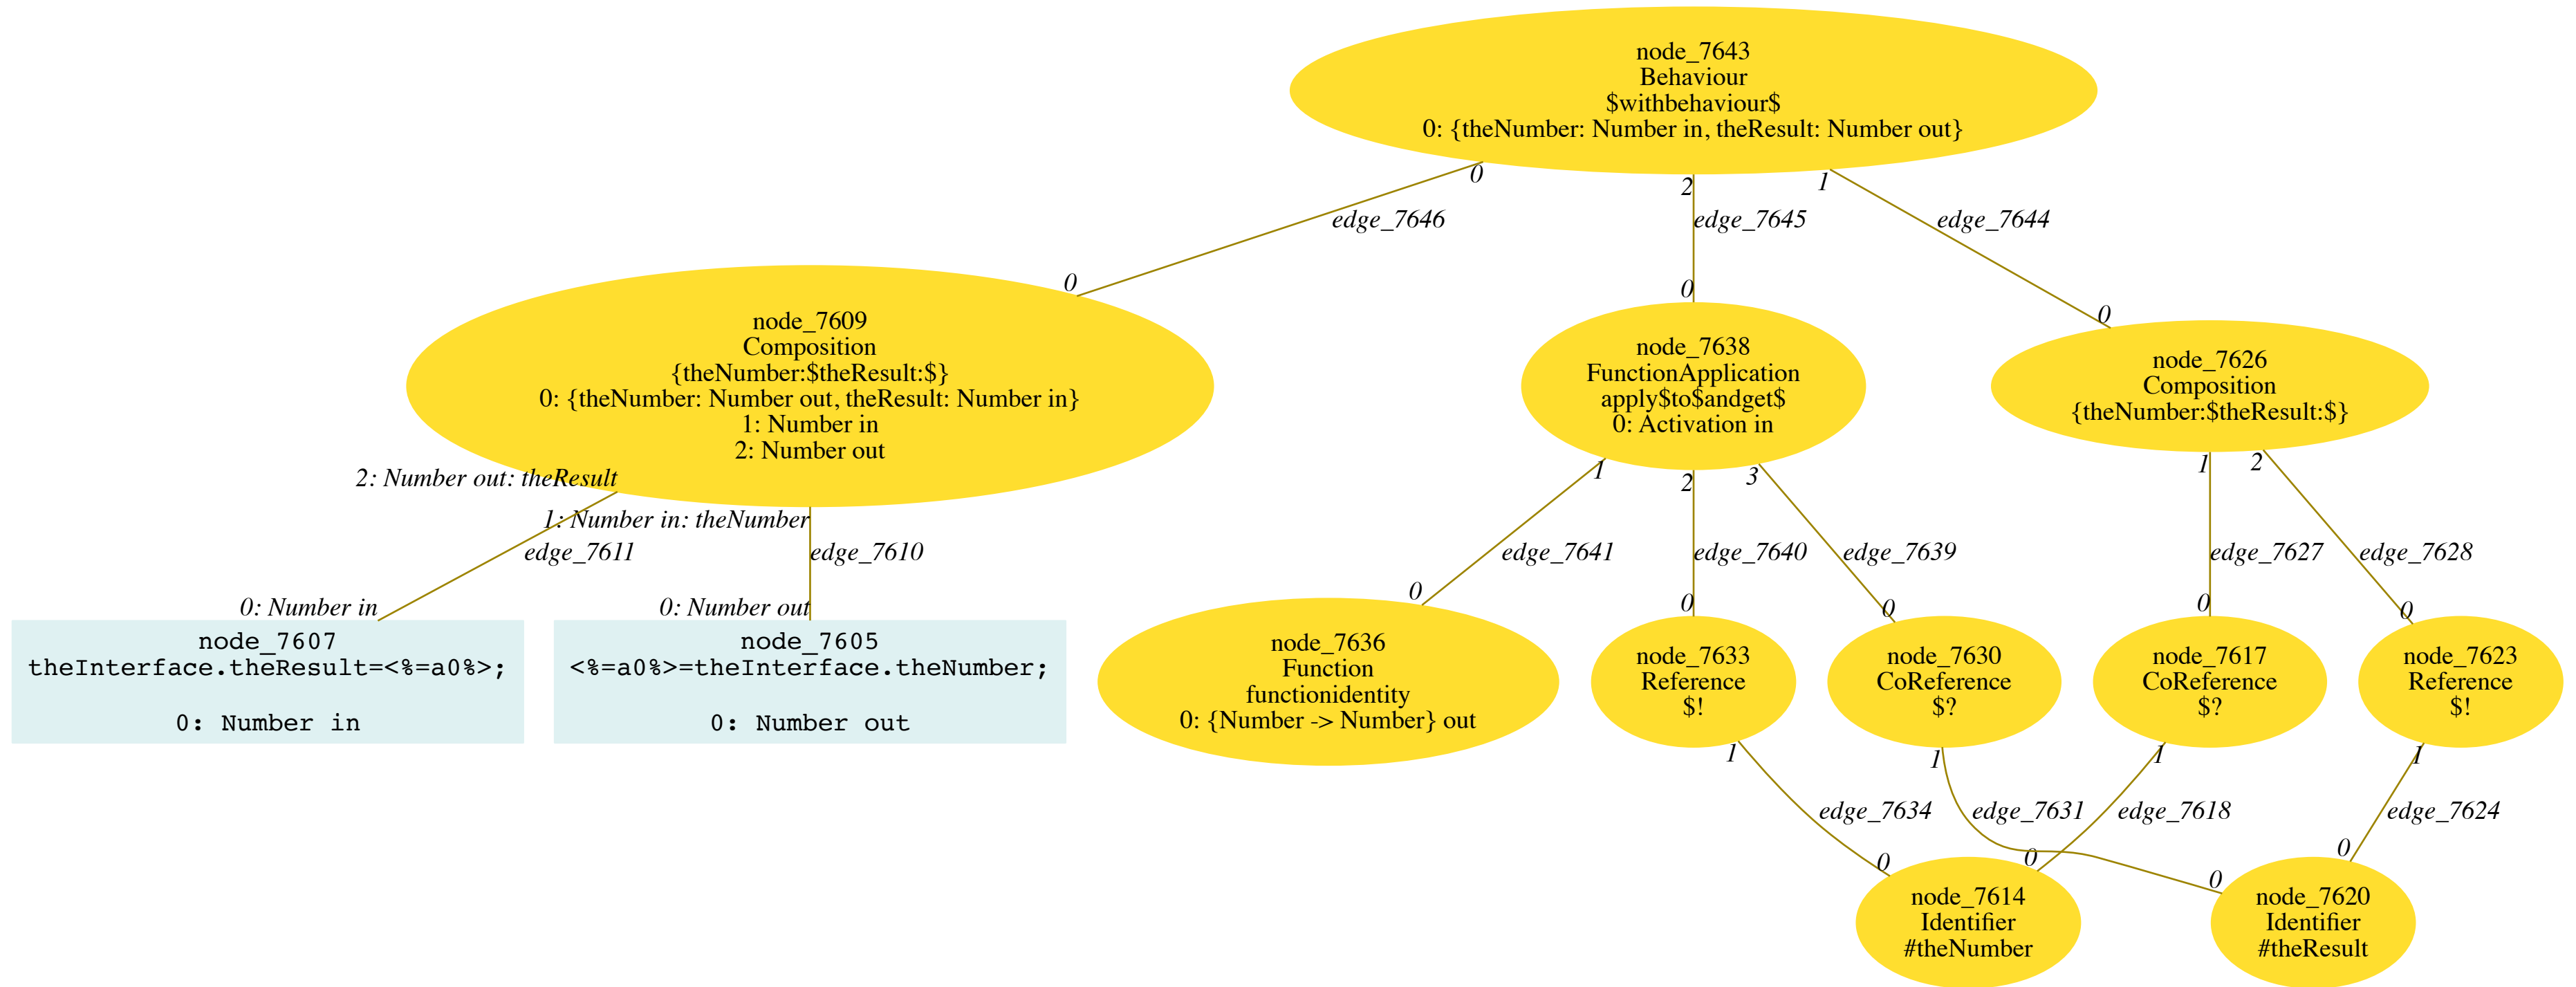 node_7643
Behaviour
$withbehaviour$
0: {theNumber: Number in, theResult: Number out}
0
2
1
edge_7646
edge_7645
edge_7644
0
0
0
node_7609
Composition
{theNumber:$theResult:$}
0: {theNumber: Number out, theResult: Number in}
1: Number in
2: Number out
node_7638
FunctionApplication
apply$to$andget$
0: Activation in
node_7626
Composition
{theNumber:$theResult:$}
2: Number out: theResult
1: Number in: theNumber
1
2
3
1
2
edge_7611
edge_7610
edge_7641
edge_7640
edge_7639
edge_7627
edge_7628
0: Number in
0: Number out
0
0
0
0
0
node_7607
theInterface.theResult=<%=a0%>;
0: Number in
node_7605
<%=a0%>=theInterface.theNumber;
0: Number out
node_7636
Function
functionidentity
0: {Number -> Number} out
node_7633
Reference
$!
node_7630
CoReference
$?
node_7617
CoReference
$?
node_7623
Reference
$!
1
1
1
1
edge_7634
edge_7631
edge_7618
edge_7624
0
0
0
0
node_7614
Identifier
#theNumber
node_7620
Identifier
#theResult